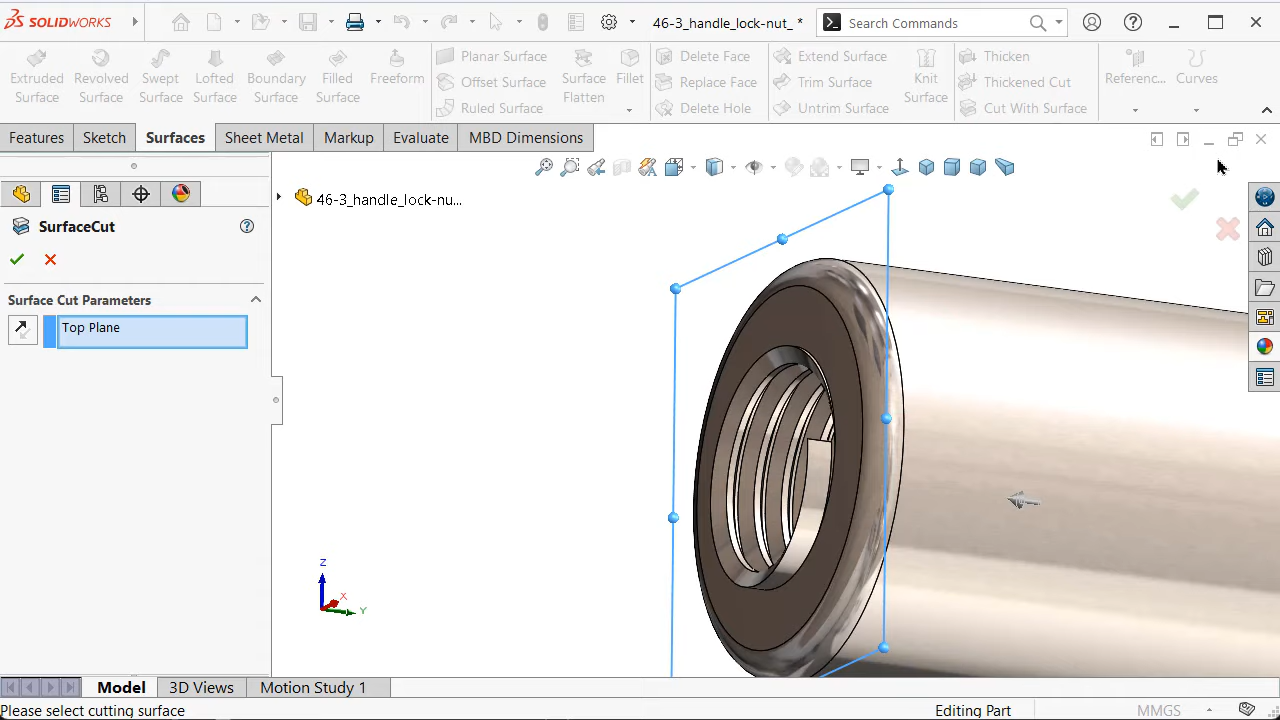 SOLIDWORKS
46-3_handle_lock-nut_ *
Search Commands
Extruded Surface
Revolved Surface
Swept Surface
Lofted Surface
Boundary Surface
Filled Surface
Freeform
Planar Surface
Offset Surface
Ruled Surface
Surface Flatten
Fillet
Delete Face
Replace Face
Delete Hole
Extend Surface
Trim Surface
Untrim Surface
Knit Surface
Thicken
Thickened Cut
Cut With Surface
Referenc...
Curves
Features
Sketch
Surfaces
Sheet Metal
Markup
Evaluate
MBD Dimensions
46-3_handle_lock-nu...
SurfaceCut
Surface Cut Parameters
Top Plane
Z
X
Y
Model
3D Views
Motion Study 1
Please select cutting surface
Editing Part
MMGS